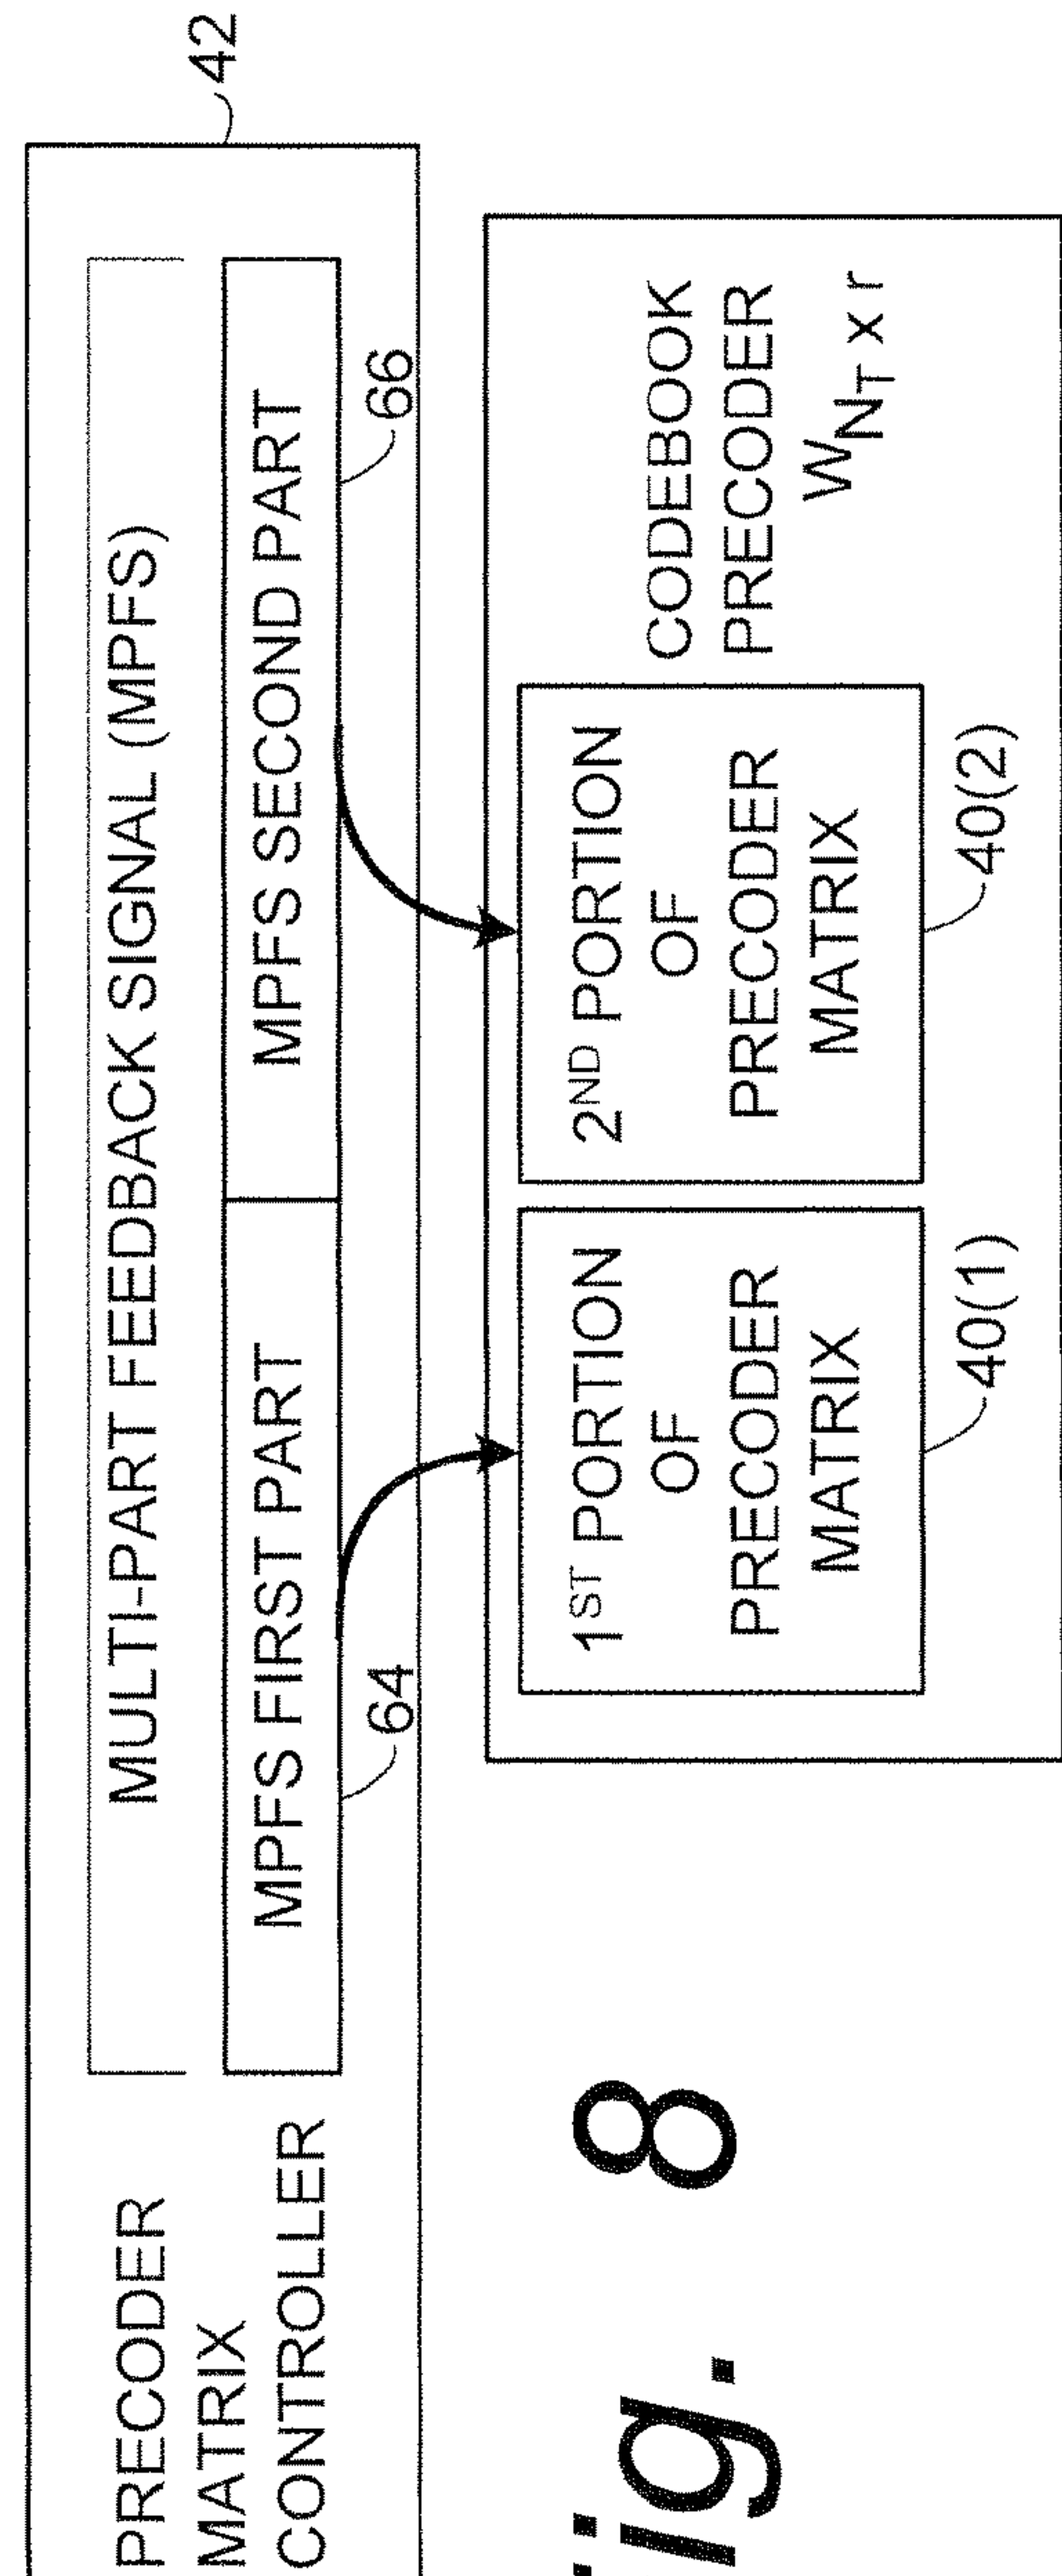 42
MULTI-PART FEEDBACK SIGNAL (MPFS)
PRECODER
MATRIX
CONTROLLER
MPFS FIRST PART
MPFS SECOND PART
64
66
1ST PORTION
OF
PRECODER
MATRIX
2ND PORTION
OF
PRECODER
MATRIX
CODEBOOK
PRECODER
WNT x r
40(1)
40(2)
ig. 8